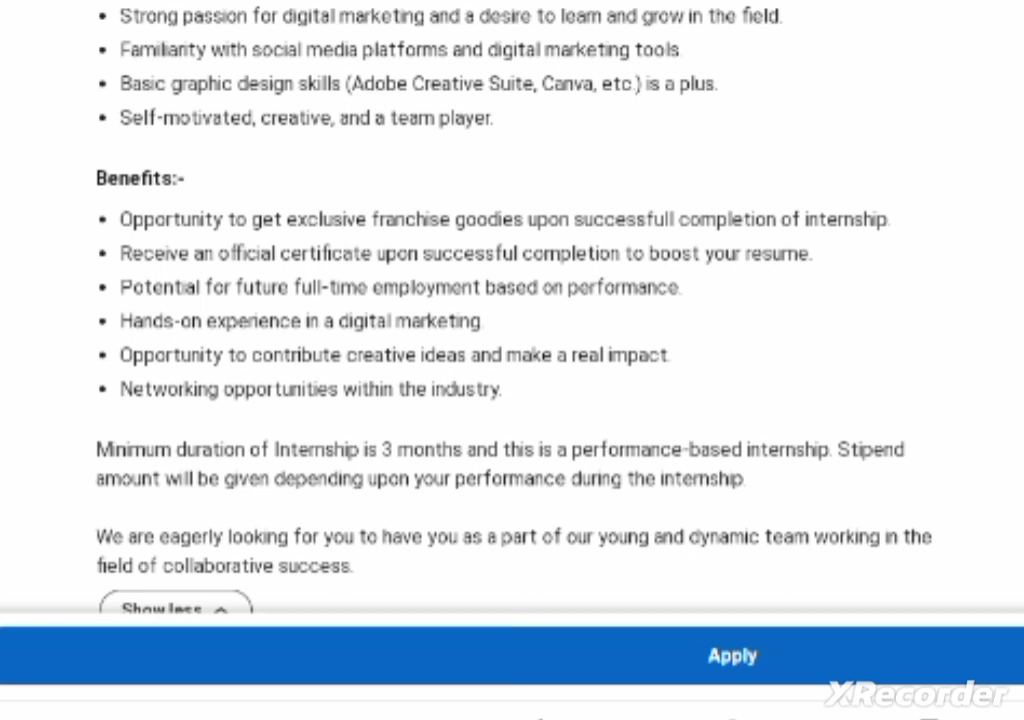 • Strong passion for digital marketing and a desire to learn and grow in the field.
• Familiarity with social media platforms and digital marketing tools.
• Basic graphic design skills (Adobe Creative Suite, Canva, etc.) is a plus.
• Self-motivated, creative, and a team player.
Benefits:-
• Opportunity to get exclusive franchise goodies upon successfull completion of internship.
• Receive an official certificate upon successful completion to boost your resume.
• Potential for future full-time employment based on performance.
• Hands-on experience in a digital marketing.
• Opportunity to contribute creative ideas and make a real impact.
• Networking opportunities within the industry.
Minimum duration of Internship is 3 months and this is a performance-based internship. Stipend
amount will be given depending upon your performance during the internship.
We are eagerly looking for you to have you as a part of our young and dynamic team working in the
field of collaborative success.
Show less
Apply
XRecorder